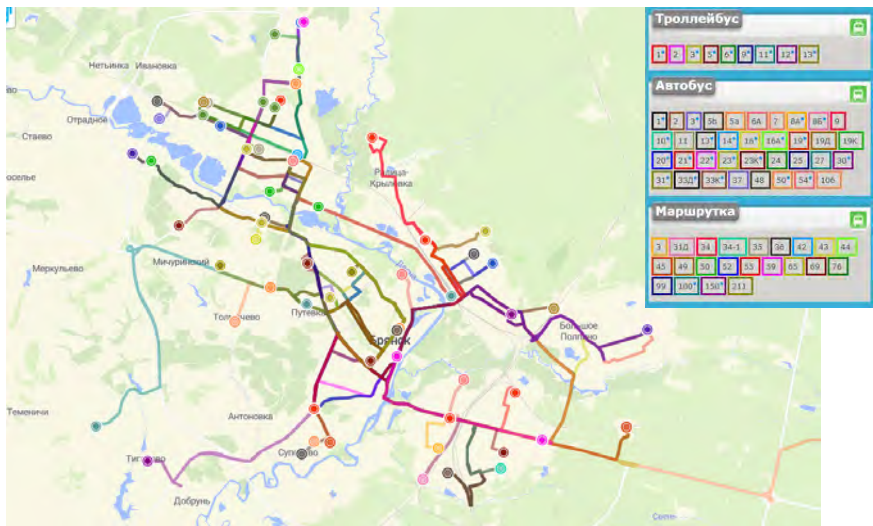 Троллейбус
1* 2 3* 5* 6* 9* 11* 12* 13*
Автобус
1* 2 3* 5б 5а 6А 7 8А* 8Б* 9
10* 11 13* 14* 16* 16А* 19* 19Д 19К
20* 21* 22* 23* 23К* 24 25 27 30*
31* 33Д* 33К* 37 48 50* 54* 106
Маршрутка
3 31Д 34 34-1 35 36 42 43 44
45 49 50 52 55 59 65 69 76
99 100* 150* 211
Нетьинка Ивановка
Отрадное
Ставо
Радица-
Крыловка
Меркульево
Мичуринский
Путевка
Большое
Полпино
Брянск
Теменичи
Антоновка
Супонево
Добрунь